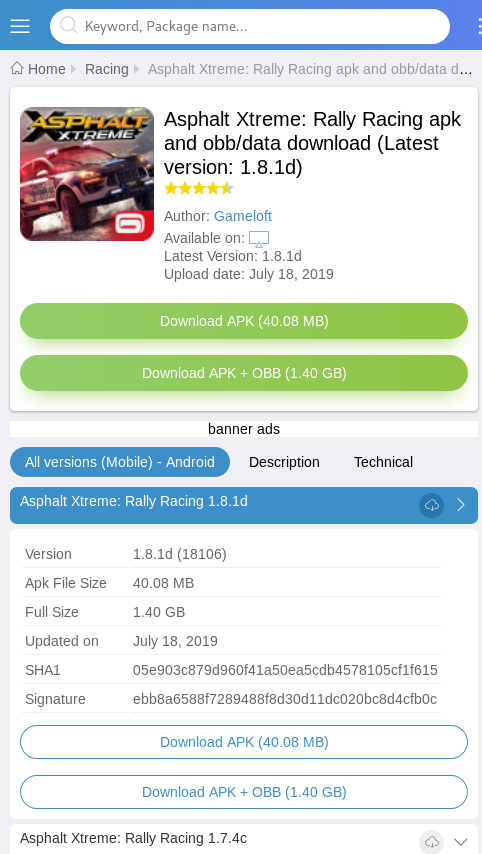 Keyword, Package name...
Home
Racing
Asphalt Xtreme: Rally Racing apk and obb/data d...
ASPHALT
XTREME
Asphalt Xtreme: Rally Racing apk
and obb/data download (Latest
version: 1.8.1d)
Author: Gameloft
Available on:
Latest Version: 1.8.1d
Upload date: July 18, 2019
Download APK (40.08 MB)
Download APK + OBB (1.40 GB)
banner ads
All versions (Mobile) - Android
Description
Technical
Asphalt Xtreme: Rally Racing 1.8.1d
Version 1.8.1d (18106)
Apk File Size 40.08 MB
Full Size 1.40 GB
Updated on July 18, 2019
SHA1 05e903c879d960f41a50ea5cdb4578105cf1f615
Signature ebb8a6588f7289488f8d30d11dc020bc8d4cfb0c
Download APK (40.08 MB)
Download APK + OBB (1.40 GB)
Asphalt Xtreme: Rally Racing 1.7.4c